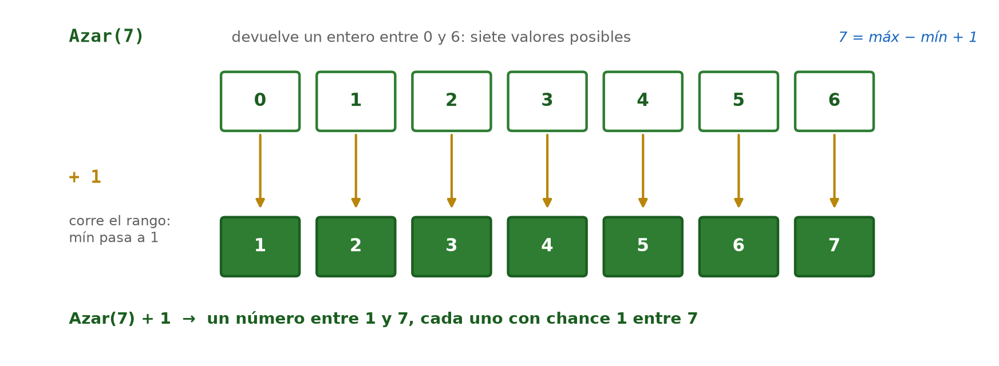 Azar(7)
devuelve un entero entre 0 y 6: siete valores posibles
7 = máx − mín + 1
0 1 2 3 4 5 6
+ 1
corre el rango:
mín pasa a 1
1 2 3 4 5 6 7
Azar(7) + 1 → un número entre 1 y 7, cada uno con chance 1 entre 7